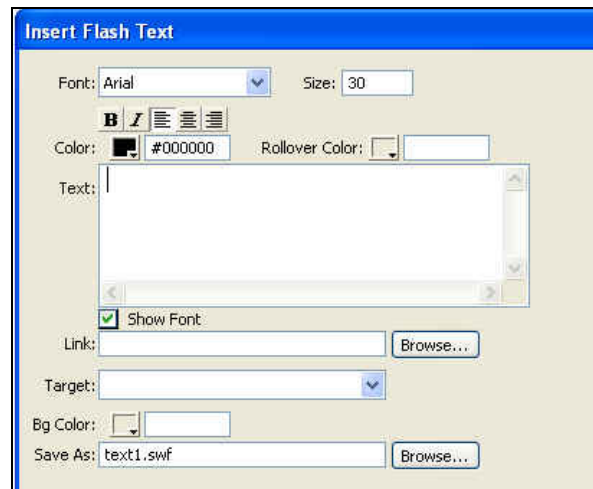 Insert Flash Text
Font: Arial Size: 30
B I
Color: #000000 Rollover Color:
Text:
Show Font
Link: Browse...
Target:
Bg Color:
Save As: text1.swf Browse...